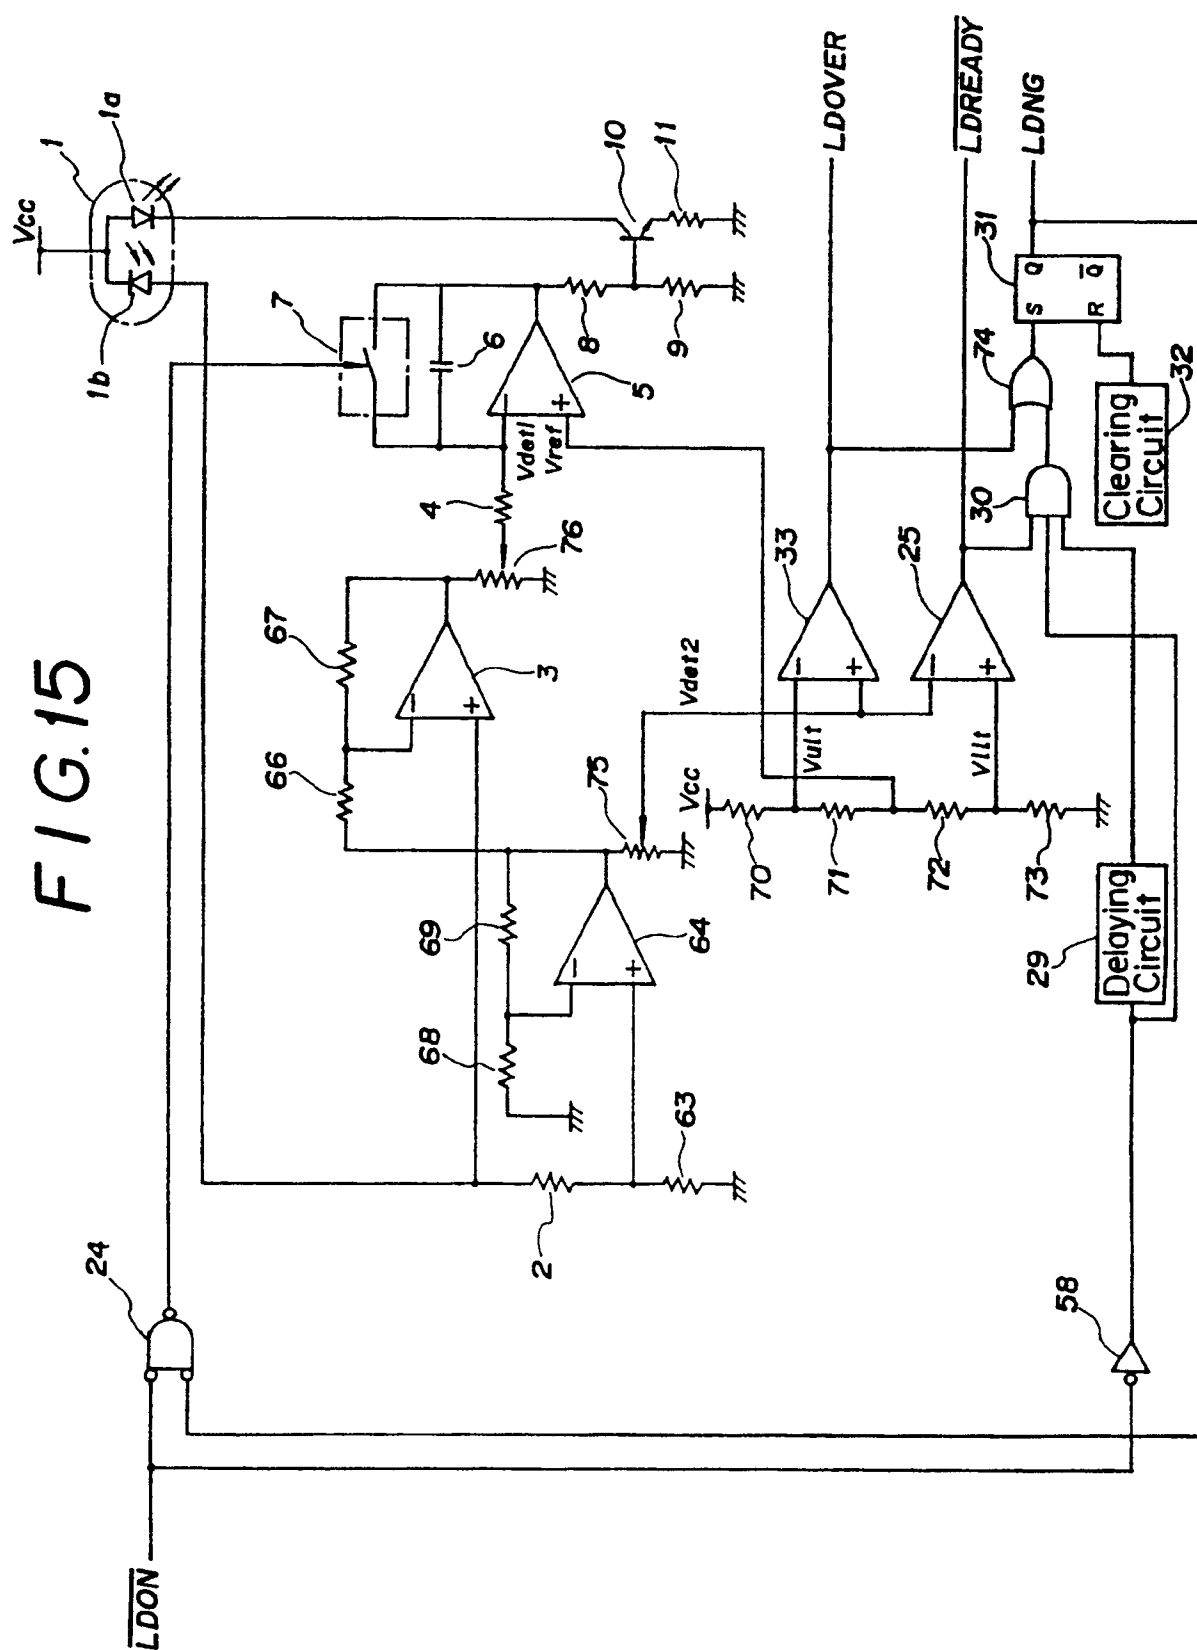 FIG.15
Vcc
1
1a
1b
7
6
5
8
9
10
11
Vdet1
Vref
4
76
67
66
3
24
LDON
75
69
68
64
2
63
Vdet2
33
25
Vcc
Vult
Vllt
70
71
72
73
LDOVER
LDREADY
LDNG
31
S
Q
R
Q
74
30
Clearing
Circuit
32
29
Delaying
Circuit
58